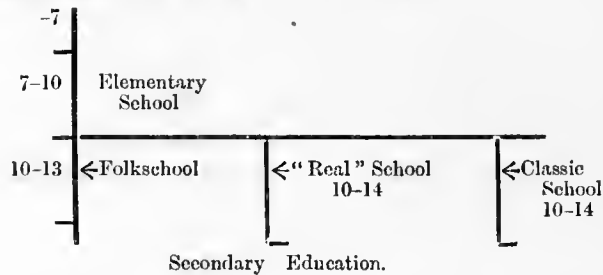 -7
7-10 Elementary
School
10-13 Folkschool "Real" School Classic
10-14 School
10-14
Secondary Education.